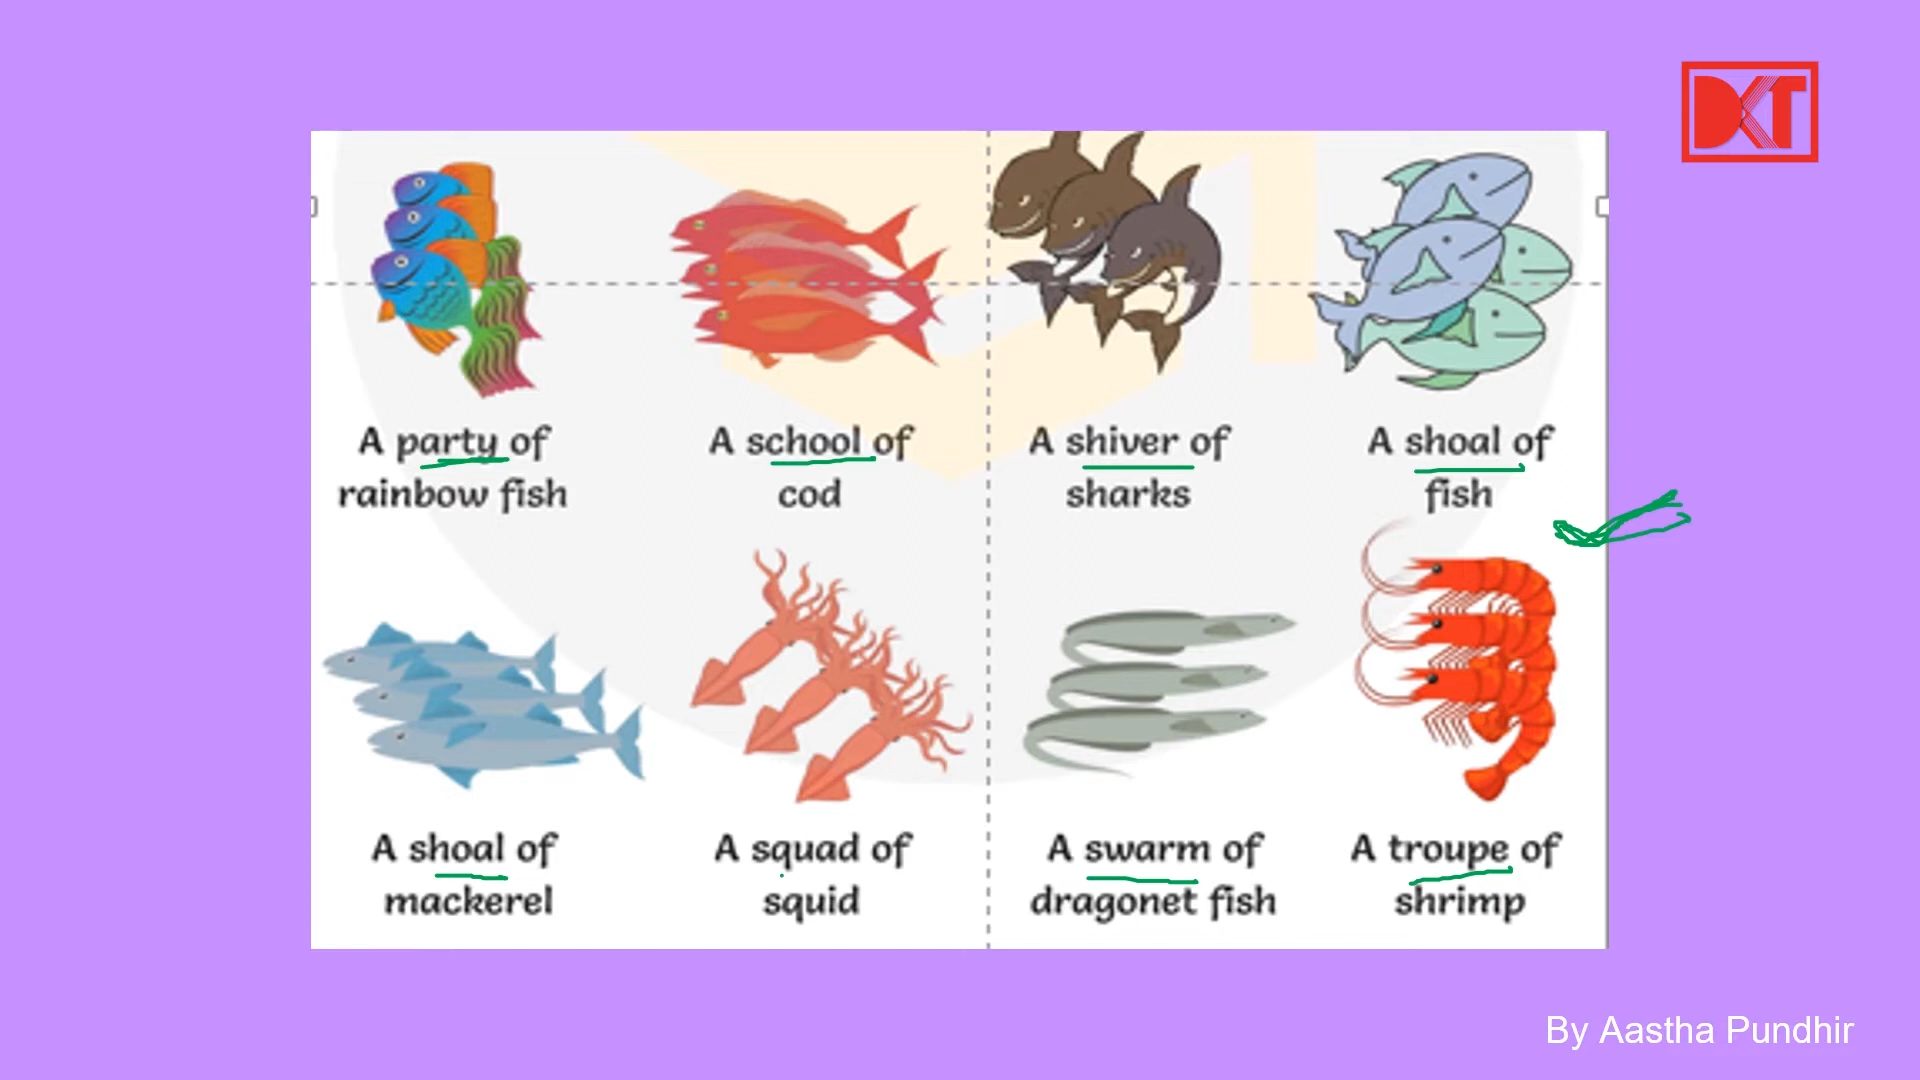 DKT
A party of
rainbow fish
A school of
cod
A shiver of
sharks
A shoal of
fish
A shoal of
mackerel
A squad of
squid
A swarm of
dragonet fish
A troupe of
shrimp
By Aastha Pundhir